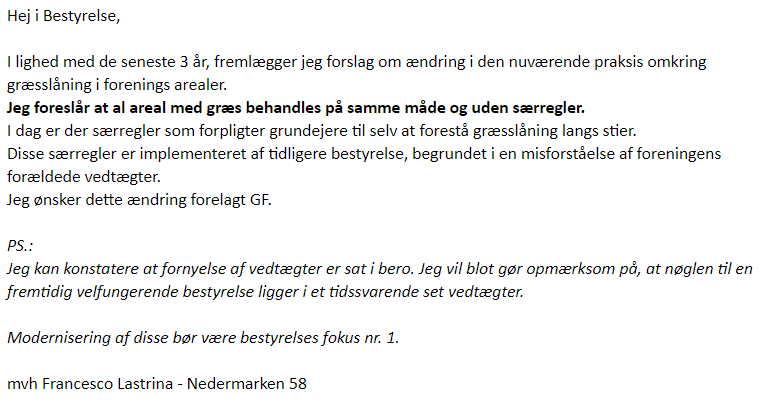 Hej i Bestyrelse,
I lighed med de seneste 3 år, fremlægger jeg forslag om ændring i den nuværende praksis omkring
græsslåning i forenings arealer.
Jeg foreslår at al areal med græs behandles på samme måde og uden særregler.
I dag er der særregler som forpligter grundejere til selv at forestå græsslåning langs stier.
Disse særregler er implementeret af tidligere bestyrelse, begrundet i en misforståelse af foreningens
forældede vedtægter.
Jeg ønsker dette ændring forelagt GF.
PS.:
Jeg kan konstatere at fornyelse af vedtægter er sat i bero. Jeg vil blot gør opmærksom på, at nøglen til en
fremtidig velfungerende bestyrelse ligger i et tidssvarende set vedtægter.
Modernisering af disse bør være bestyrelses fokus nr. 1.
mvh Francesco Lastrina - Nedermarken 58